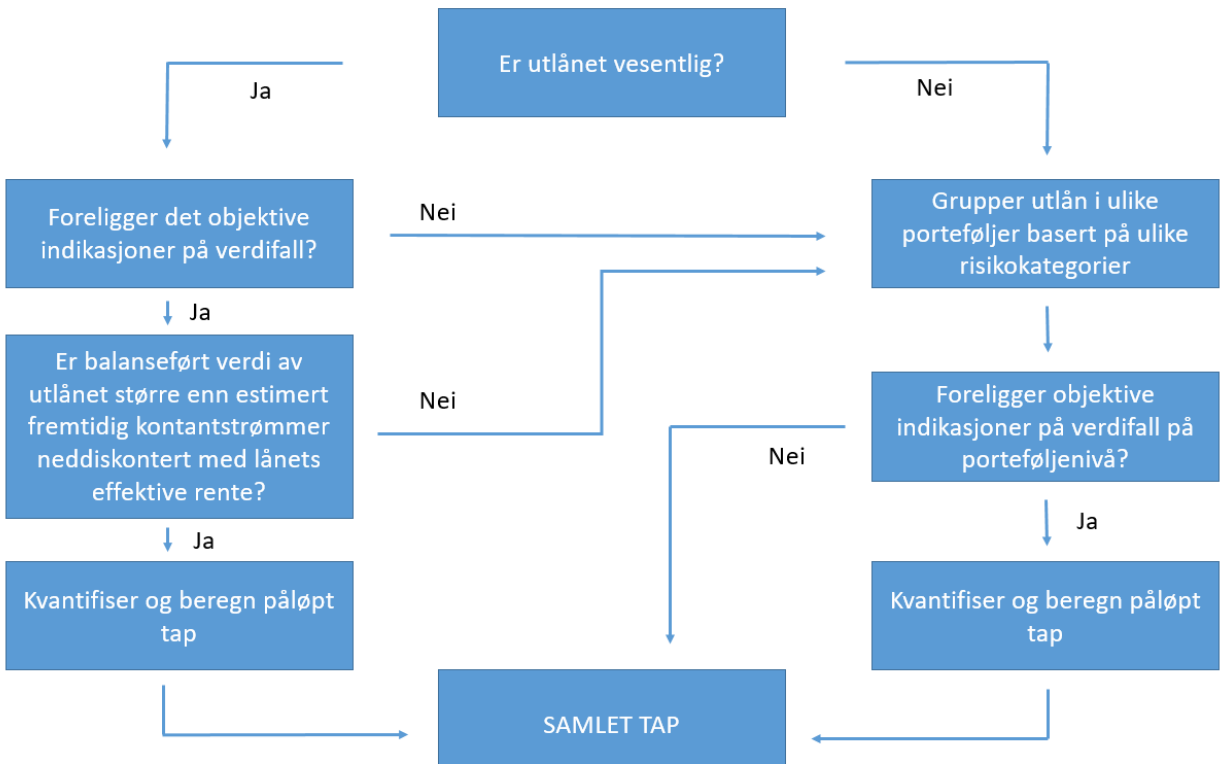 Er utlånet vesentlig?
Ja
Nei
Foreligger det objektive
indikasjoner på verdifall?
Nei
Grupper utlån i ulike
porteføljer basert på ulike
risikokategorier
Ja
Er balanseført verdi av
utlånet større enn estimert
fremtidig kontantstrømmer
neddiskontert med lånets
effektive rente?
Nei
Foreligger objektive
indikasjoner på verdifall på
porteføljenivå?
Nei
Ja
Ja
Kvantifiser og beregn påløpt
tap
Kvantifiser og beregn påløpt
tap
SAMLET TAP